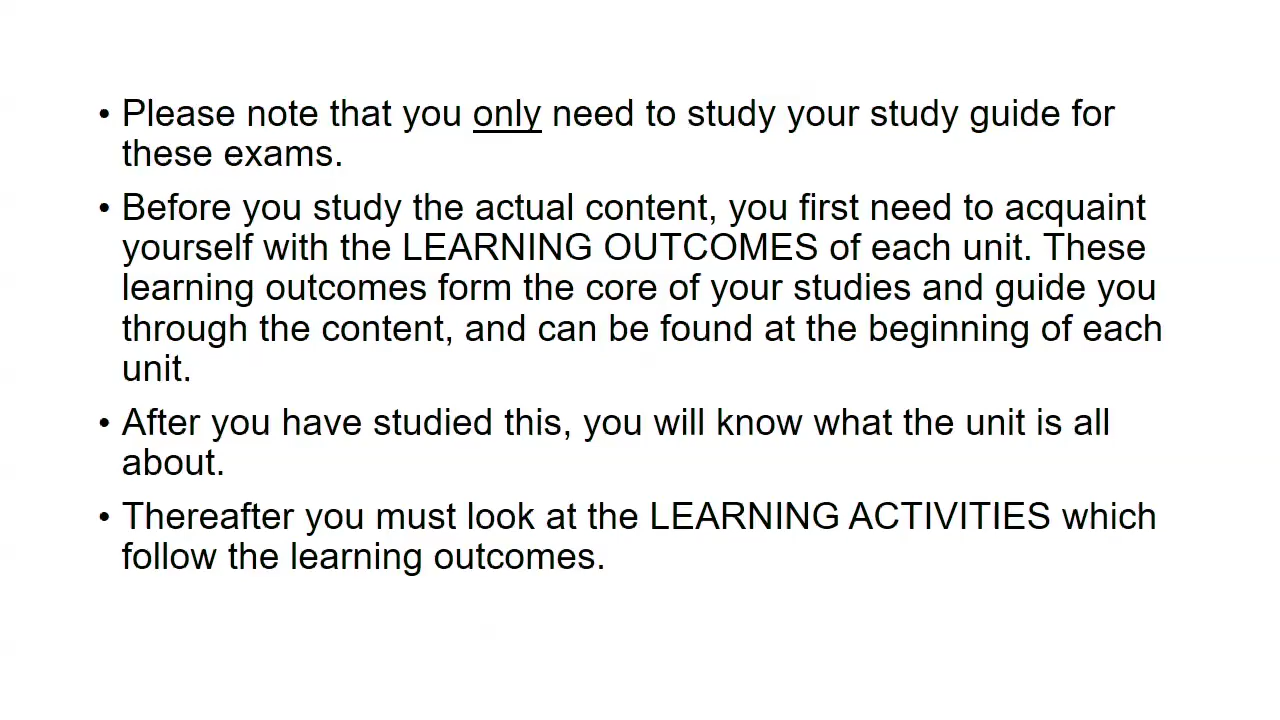 • Please note that you only need to study your study guide for
these exams.
• Before you study the actual content, you first need to acquaint
yourself with the LEARNING OUTCOMES of each unit. These
learning outcomes form the core of your studies and guide you
through the content, and can be found at the beginning of each
unit.
• After you have studied this, you will know what the unit is all
about.
• Thereafter you must look at the LEARNING ACTIVITIES which
follow the learning outcomes.